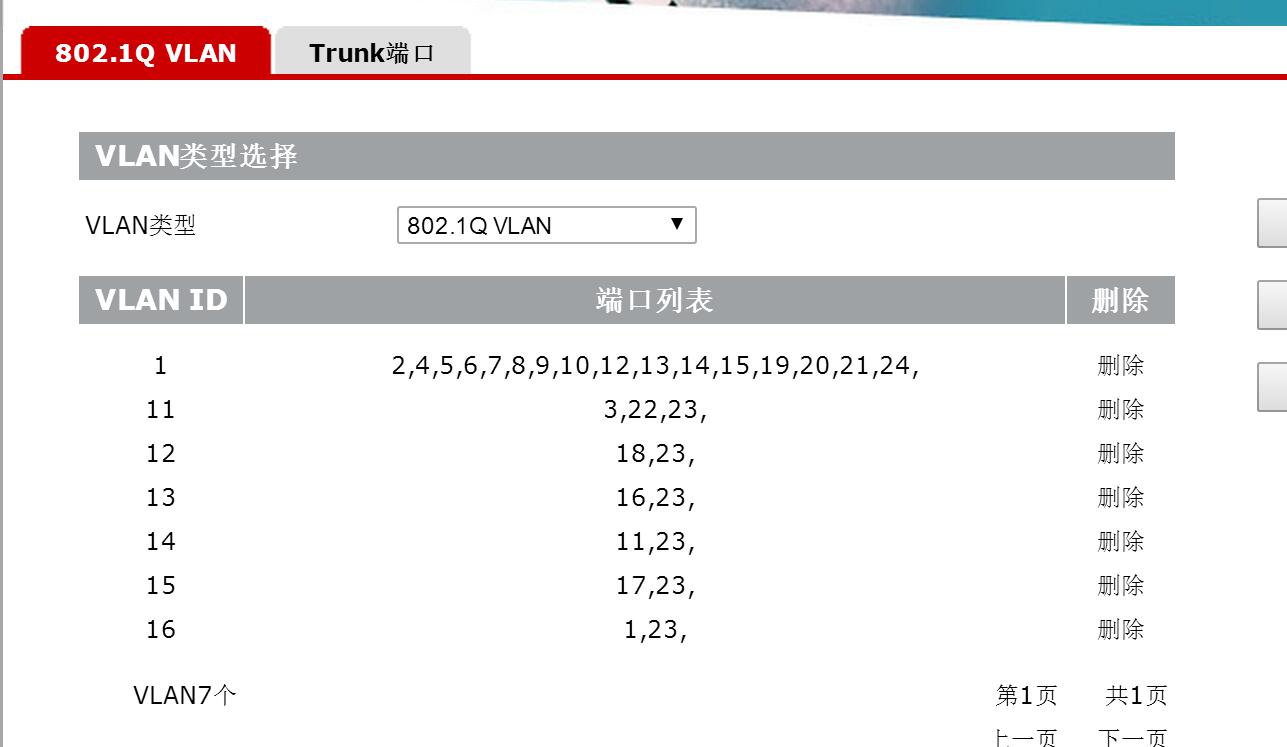 802.1Q VLAN Trunk端口
VLAN类型选择
VLAN类型 802.1Q VLAN
VLAN ID 端口列表 删除
1 2,4,5,6,7,8,9,10,12,13,14,15,19,20,21,24, 删除
11 3,22,23, 删除
12 18,23, 删除
13 16,23, 删除
14 11,23, 删除
15 17,23, 删除
16 1,23, 删除
VLAN7个 第1页 共1页
上一页 下一页